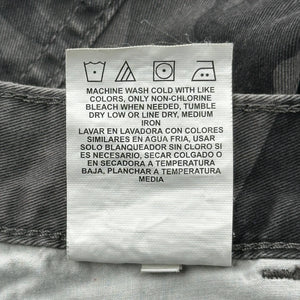 MACHINE WASH COLD WITH LIKE
COLORS, ONLY NON-CHLORINE
BLEACH WHEN NEEDED, TUMBLE
DRY LOW OR LINE DRY, MEDIUM
IRON
LAVAR EN LAVADORA CON COLORES
SIMILARES EN AGUA FRIA, USAR
SOLO BLANQUEADOR SIN CLORO SI
ES NECESARIO, SECAR COLGADO O
EN SECADORA A TEMPERATURA
BAJA, PLANCHAR A TEMPERATURA
MEDIA